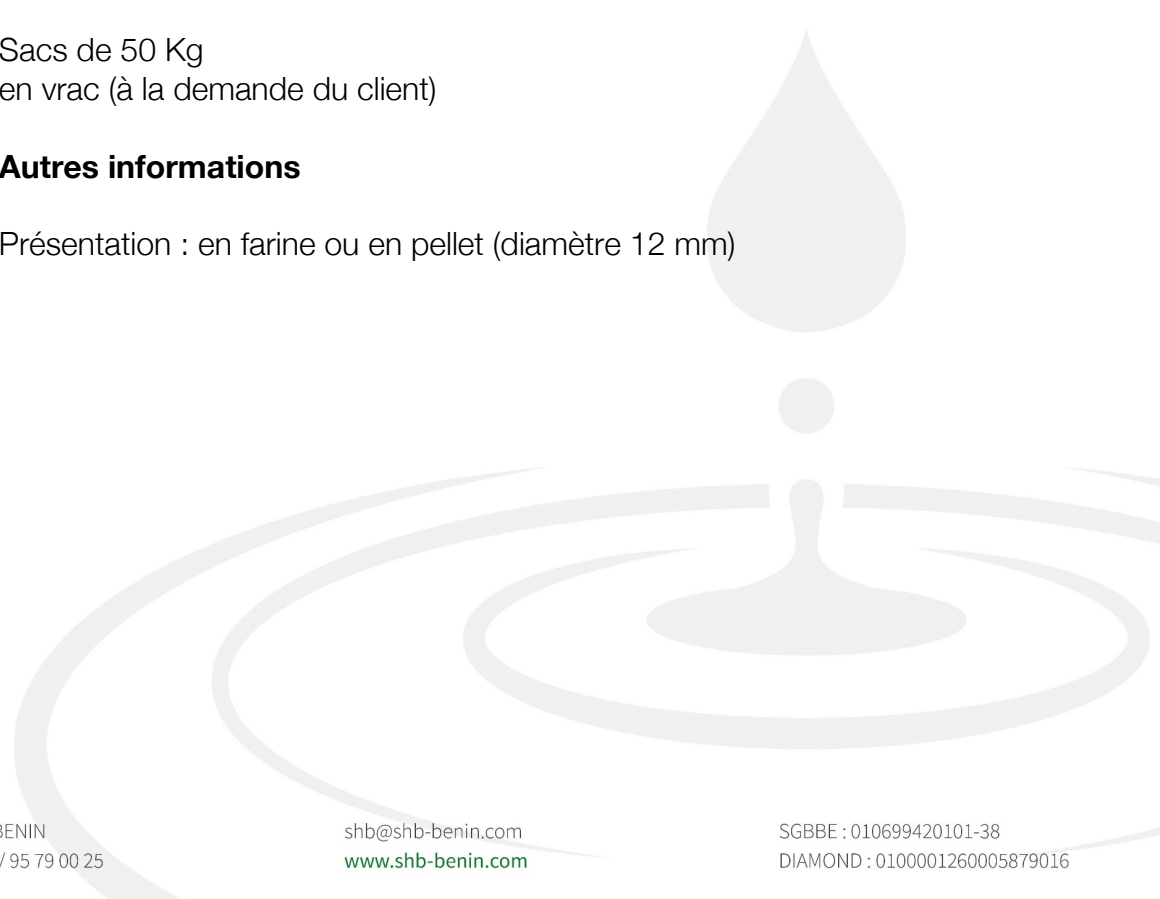 Sacs de 50 Kg
en vrac (à la demande du client)
Autres informations
Présentation : en farine ou en pellet (diamètre 12 mm)
BENIN
/ 95 79 00 25
shb@shb-benin.com
www.shb-benin.com
SGBBE : 010699420101-38
DIAMOND : 0100001260005879016